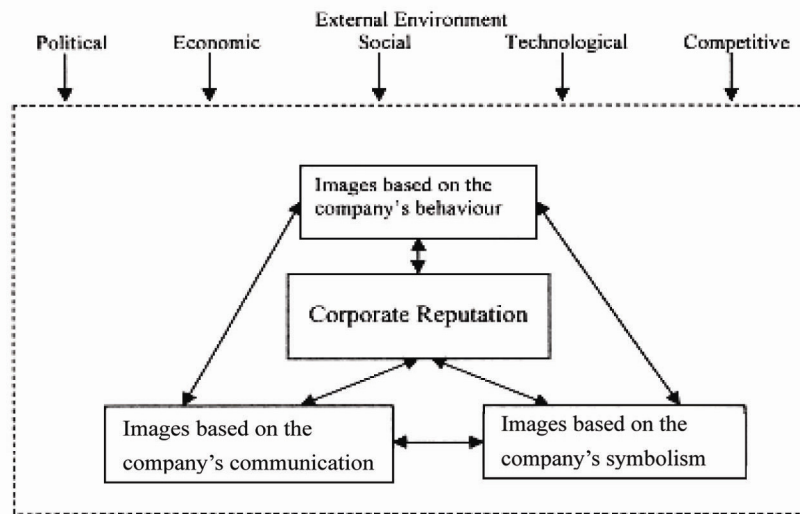 External Environment
Political Economic Social Technological Competitive
Images based on the
company's behaviour
Corporate Reputation
Images based on the
company's communication
Images based on the
company's symbolism